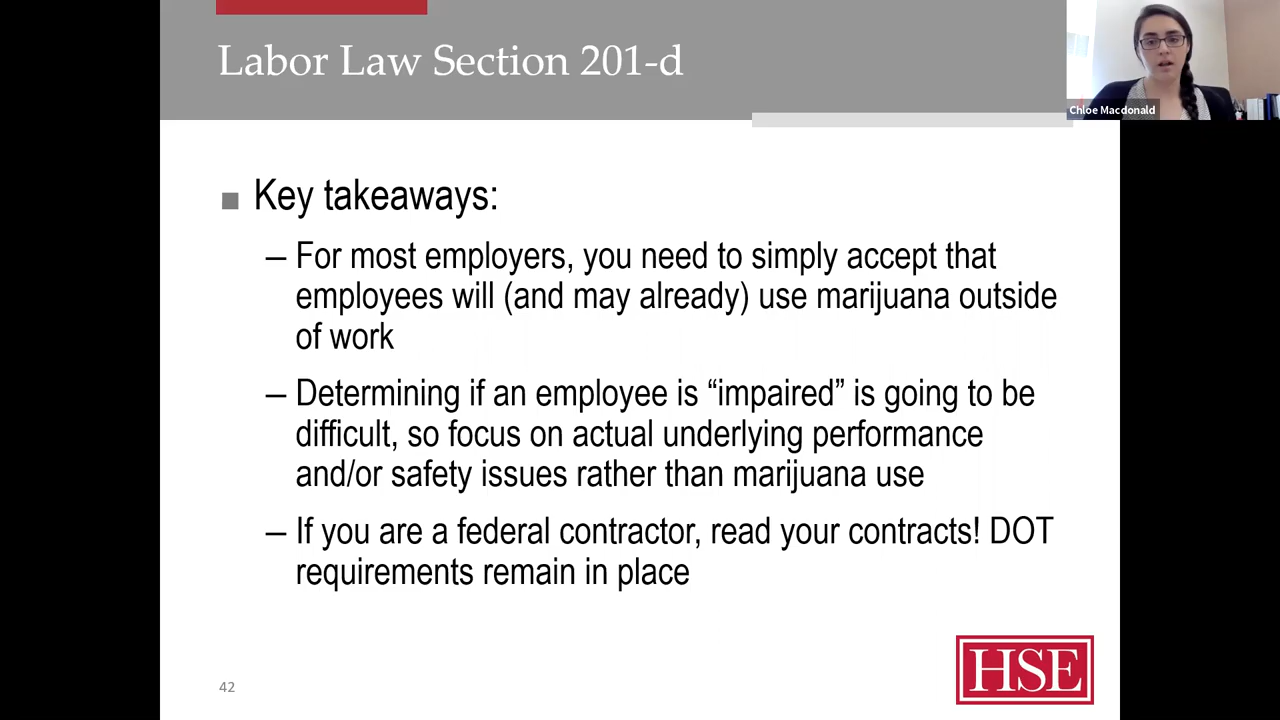 Labor Law Section 201-d
Chloe Macdonald
■ Key takeaways:
– For most employers, you need to simply accept that
employees will (and may already) use marijuana outside
of work
– Determining if an employee is “impaired” is going to be
difficult, so focus on actual underlying performance
and/or safety issues rather than marijuana use
– If you are a federal contractor, read your contracts! DOT
requirements remain in place
HSE
42